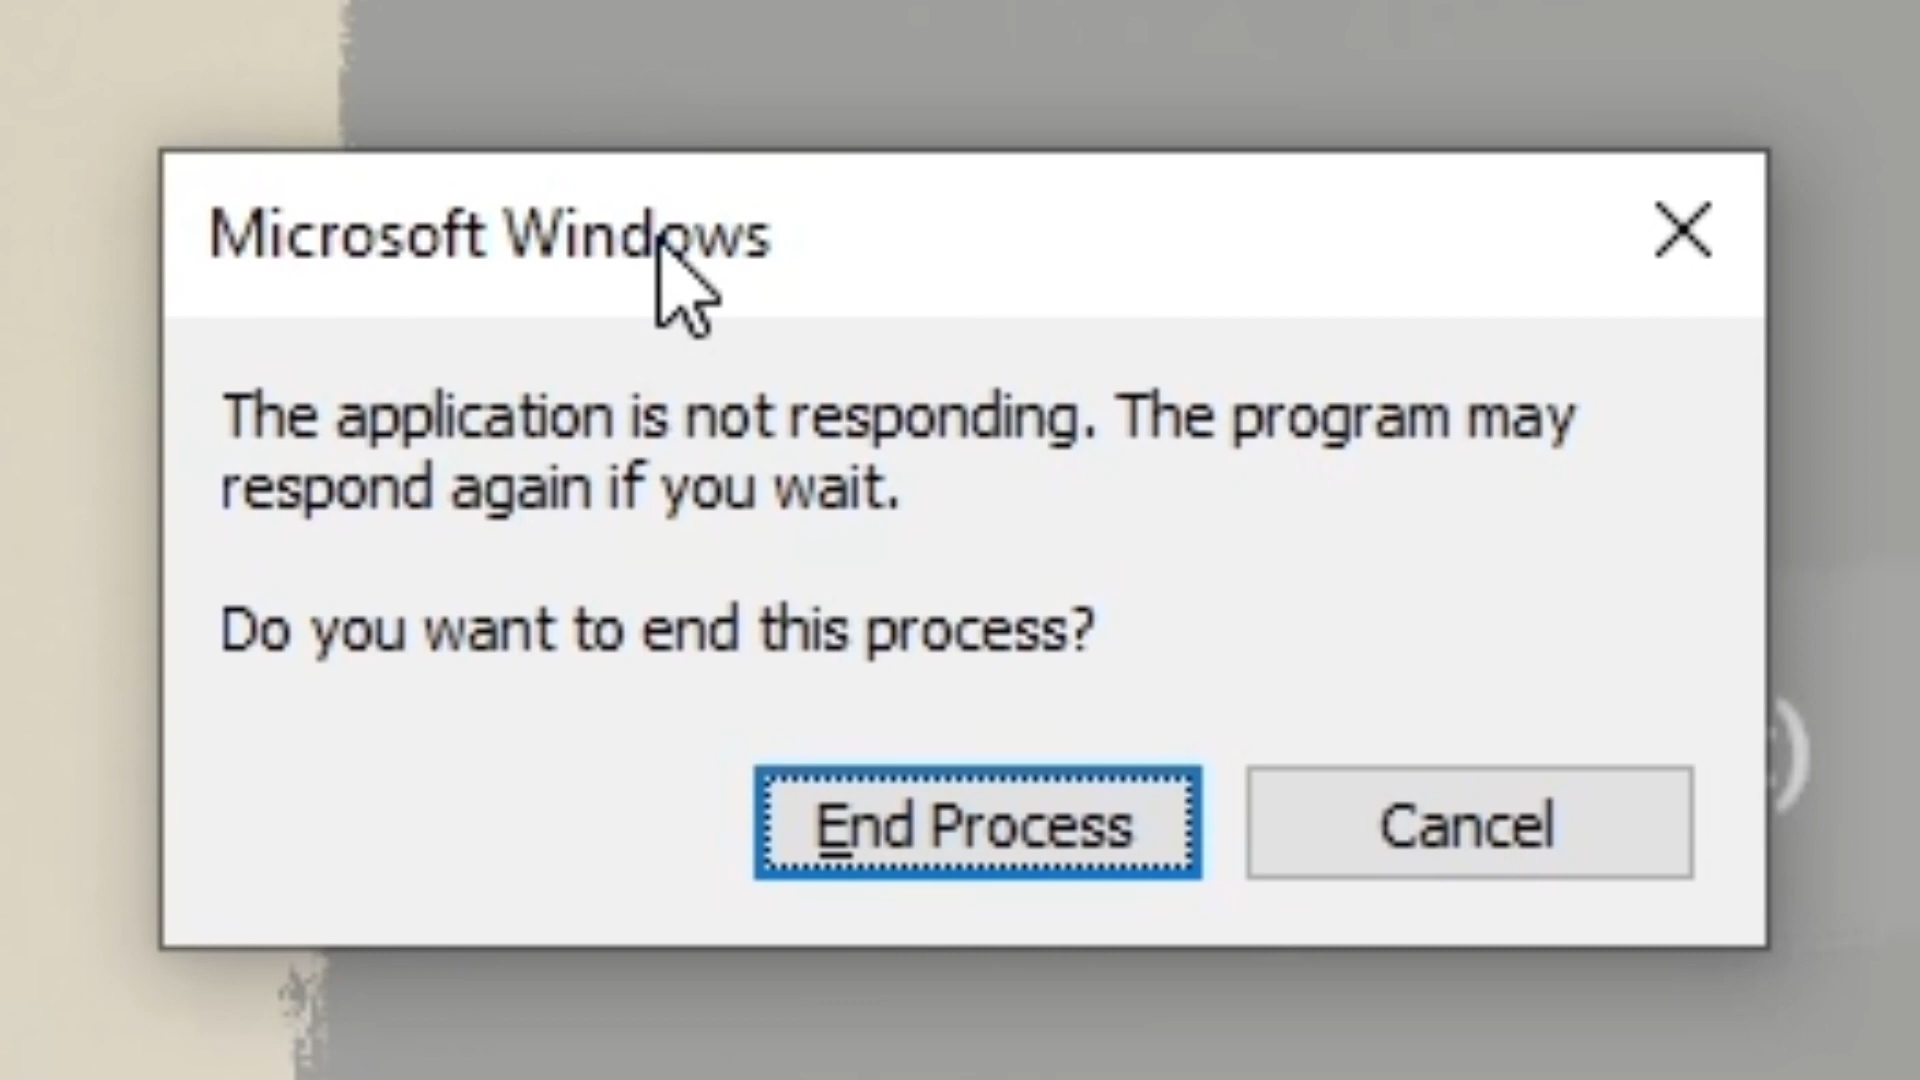 Microsoft Windows
The application is not responding. The program may
respond again if you wait.
Do you want to end this process?
End Process
Cancel
)